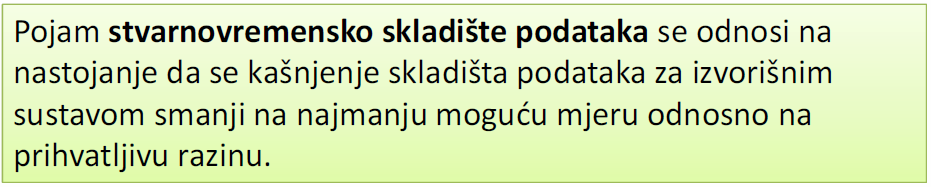 Pojam stvarnovremensko skladište podataka se odnosi na
nastojanje da se kašnjenje skladišta podataka za izvorišnim
sustavom smanji na najmanju moguću mjeru odnosno na
prihvatljivu razinu.